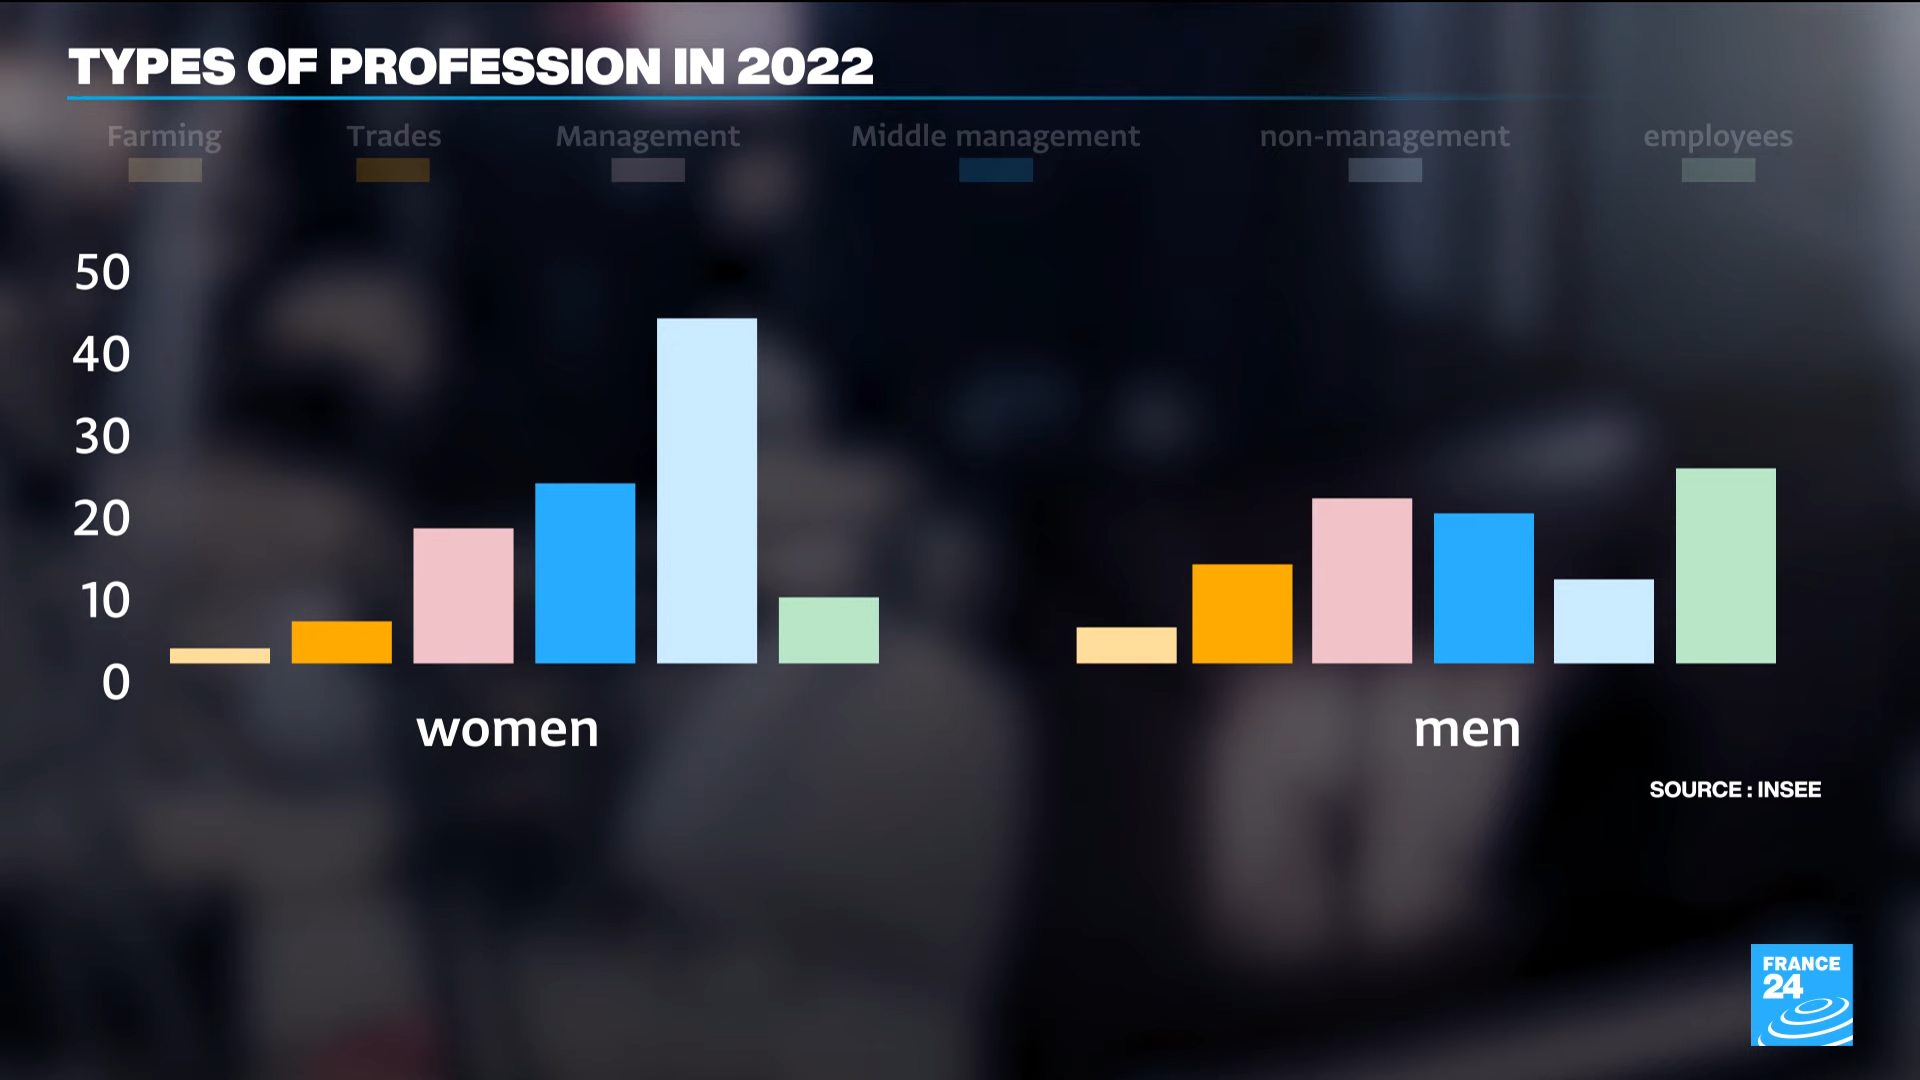 TYPES OF PROFESSION IN 2022
Farming Trades Management Middle management non-management employees
50
40
30
20
10
0
women men
SOURCE : INSEE
FRANCE
24